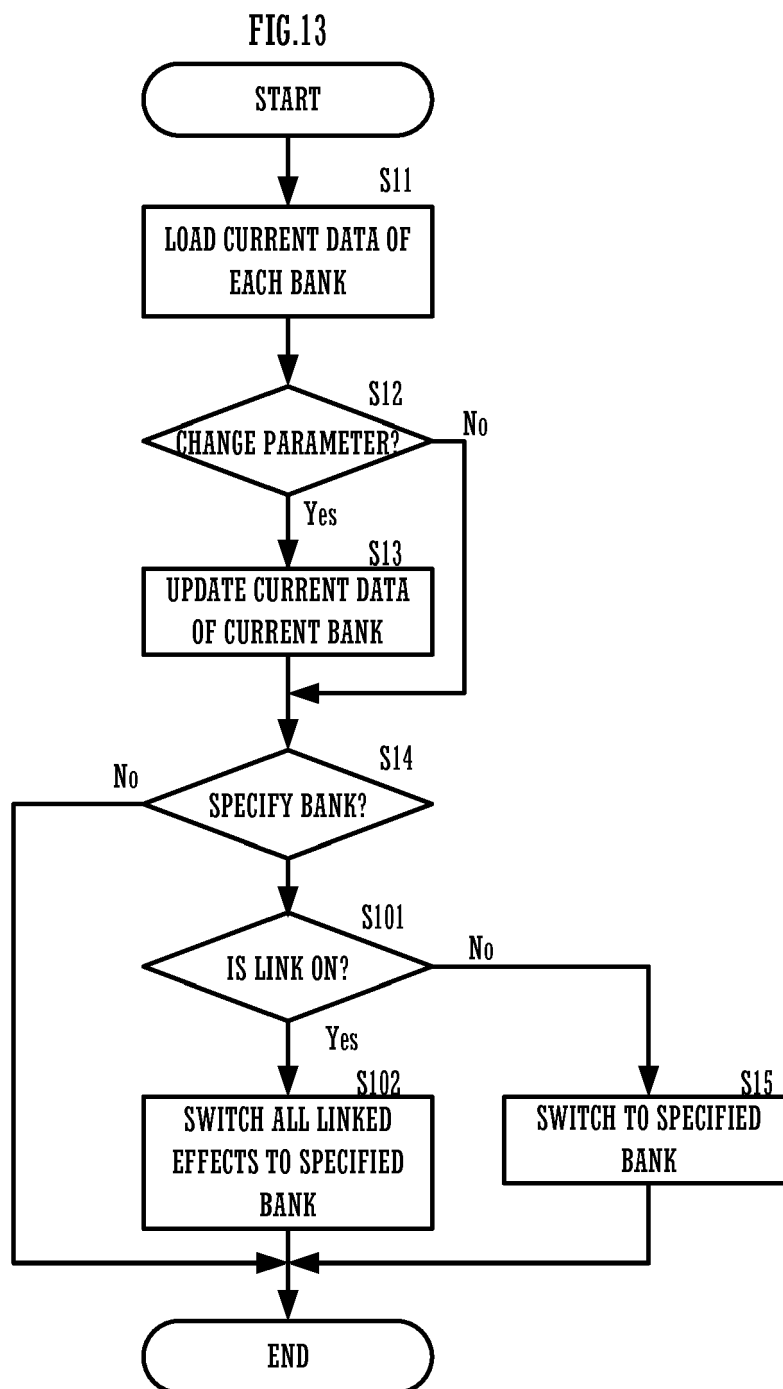 FIG.13
START
S11
LOAD CURRENT DATA OF
EACH BANK
S12
CHANGE PARAMETER?
No
Yes
S13
UPDATE CURRENT DATA
OF CURRENT BANK
S14
No
SPECIFY BANK?
S101
IS LINK ON?
No
Yes
S102
SWITCH ALL LINKED
EFFECTS TO SPECIFIED
BANK
S15
SWITCH TO SPECIFIED
BANK
END